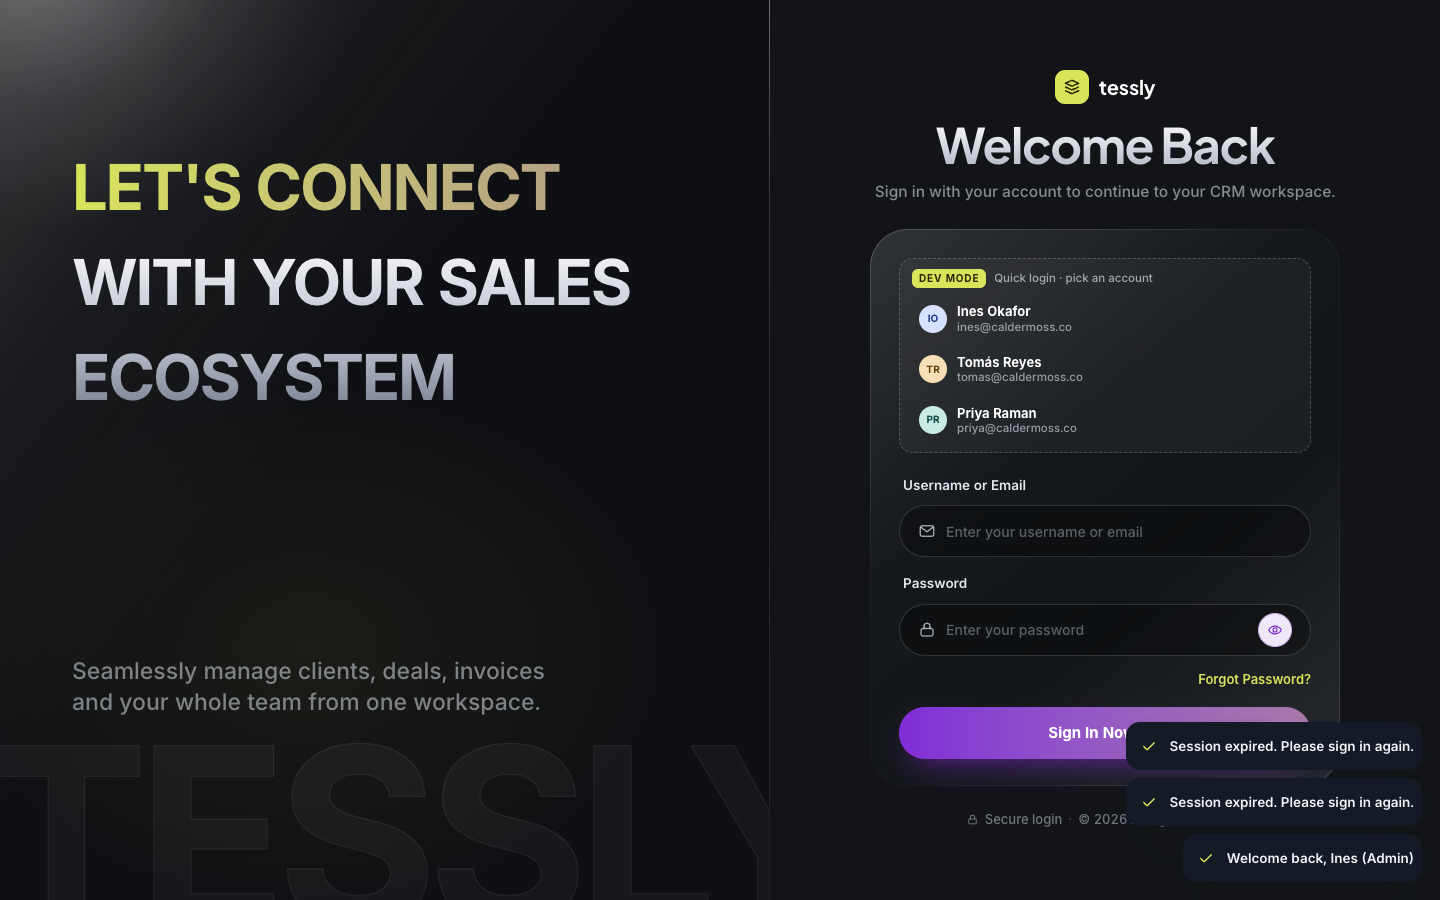 LET'S CONNECT
WITH YOUR SALES
ECOSYSTEM
Seamlessly manage clients, deals, invoices
and your whole team from one workspace.
TESSLY
tessly
Welcome Back
Sign in with your account to continue to your CRM workspace.
DEV MODE Quick login · pick an account
IO
Ines Okafor
ines@caldermoss.co
TR
Tomás Reyes
tomas@caldermoss.co
PR
Priya Raman
priya@caldermoss.co
Username or Email
Enter your username or email
Password
Enter your password
Forgot Password?
Sign In Now
Secure login · © 2026
Session expired. Please sign in again.
Session expired. Please sign in again.
Welcome back, Ines (Admin)